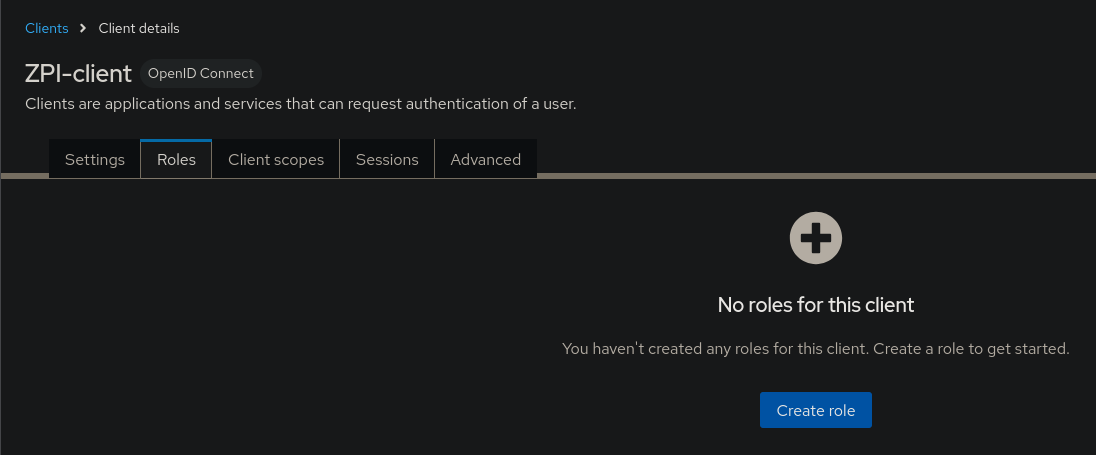 Clients > Client details
ZPI-client OpenID Connect
Clients are applications and services that can request authentication of a user.
Settings Roles Client scopes Sessions Advanced
No roles for this client
You haven't created any roles for this client. Create a role to get started.
Create role